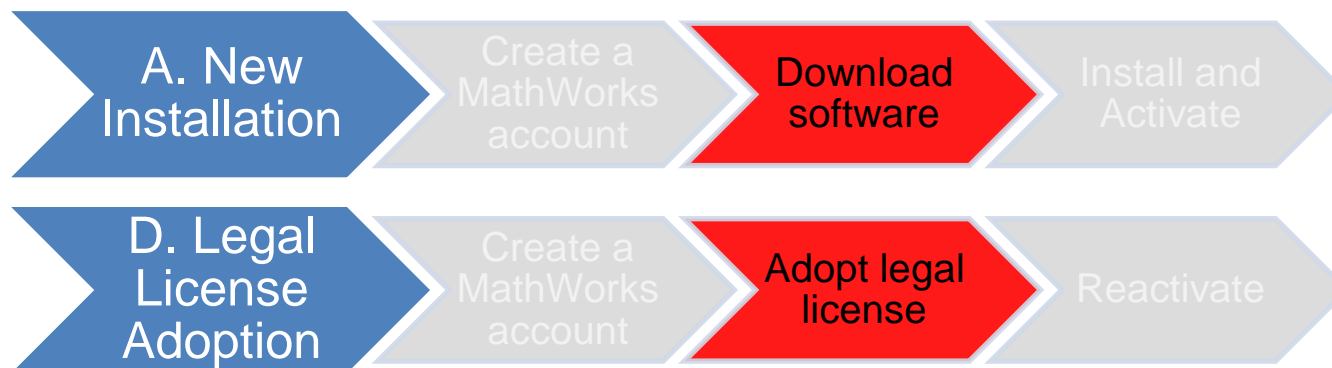 A. New
Installation
Create a
MathWorks
account
Download
software
Install and
Activate
D. Legal
License
Adoption
Create a
MathWorks
account
Adopt legal
license
Reactivate